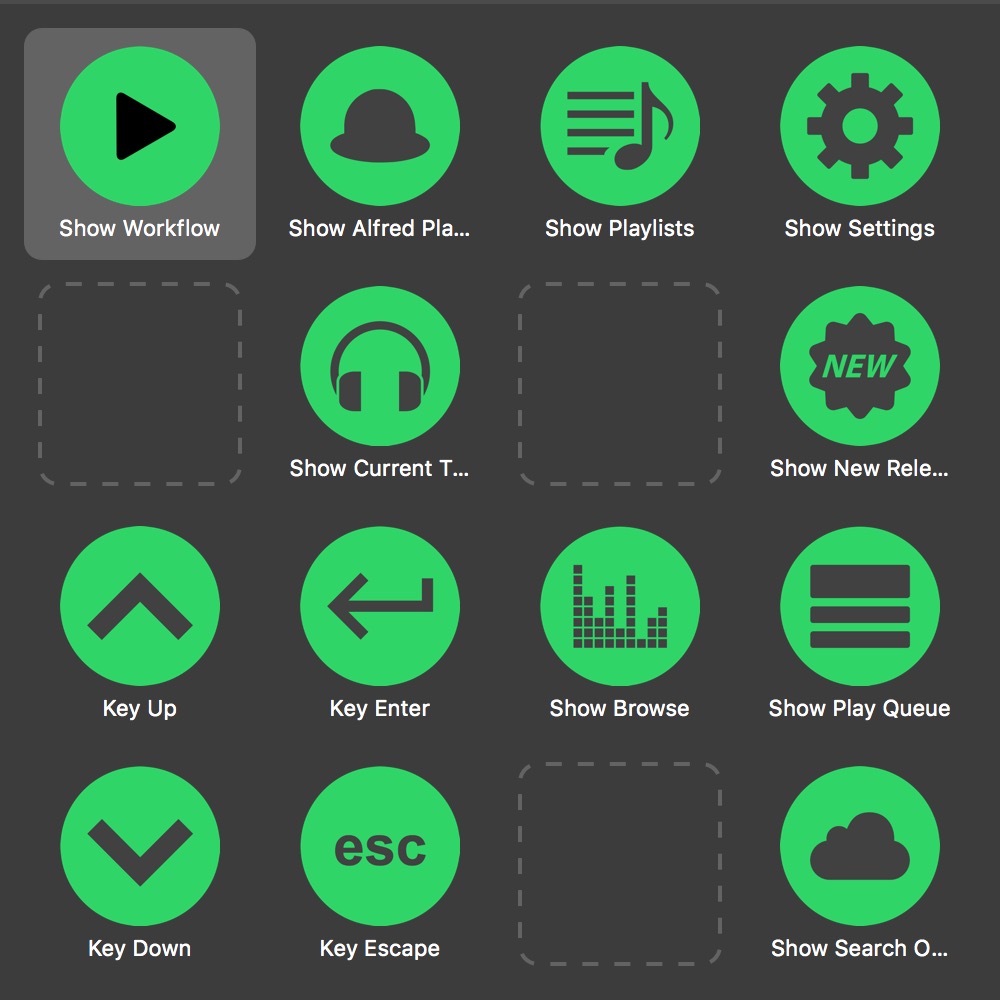 Show Workflow
Show Alfred Pla...
Show Playlists
Show Settings
NEW
Show Current T...
Show New Rele...
Key Up
Key Enter
Show Browse
Show Play Queue
esc
Key Down
Key Escape
Show Search O...